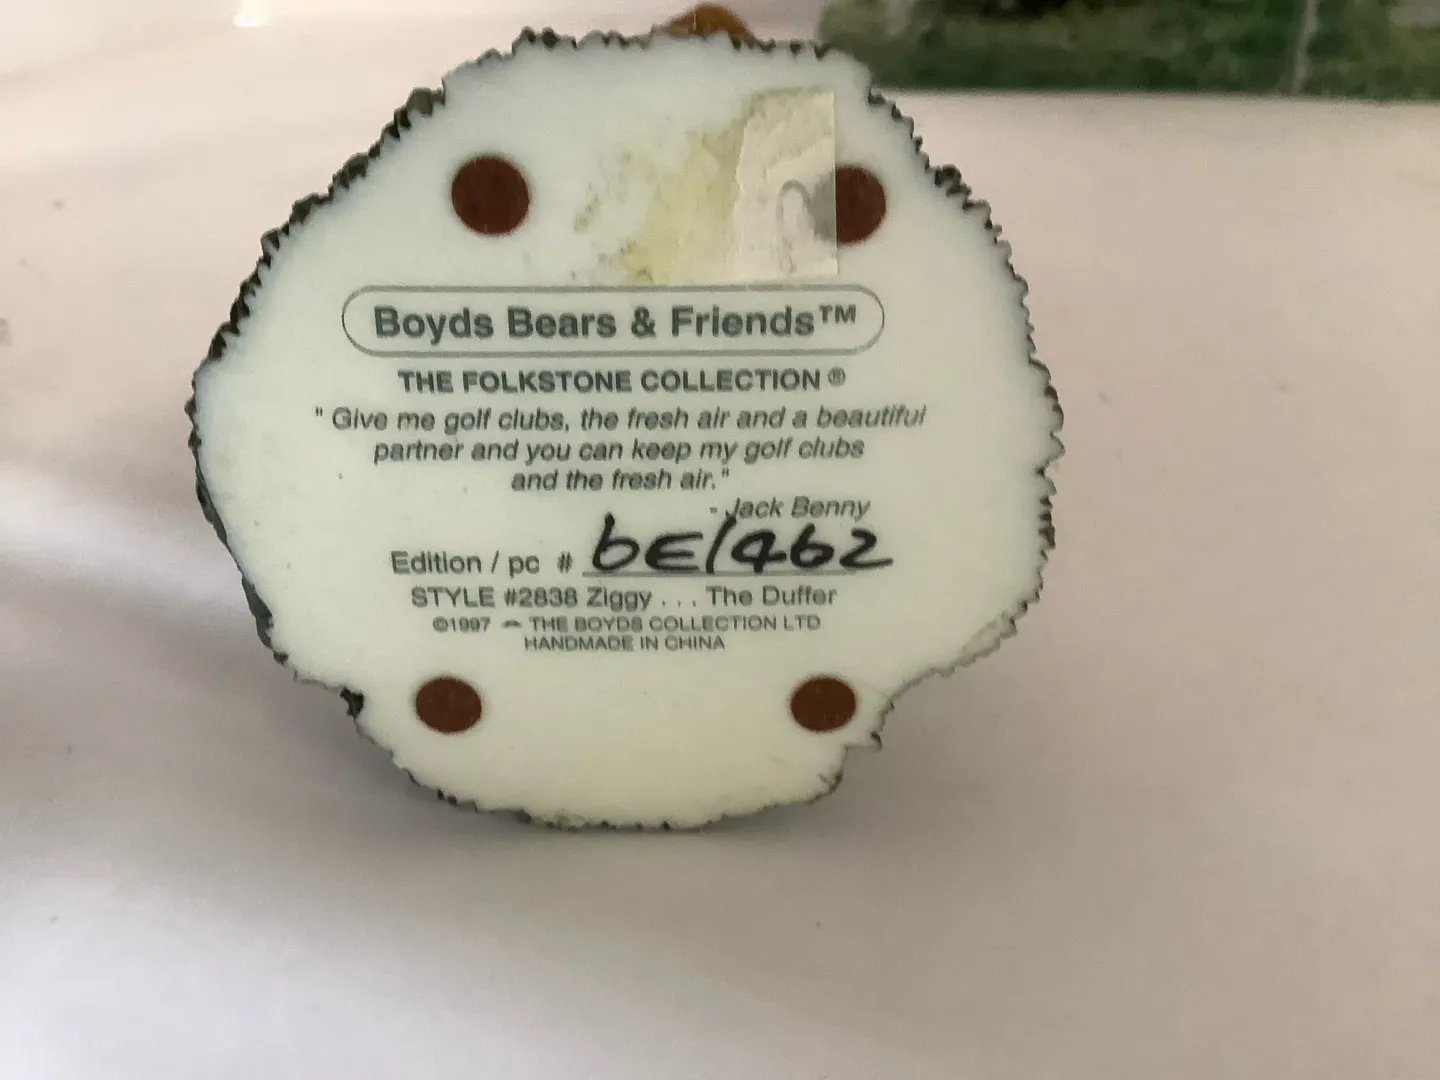 Boyds Bears & Friends™
THE FOLKSTONE COLLECTION ®
" Give me golf clubs, the fresh air and a beautiful
partner and you can keep my golf clubs
and the fresh air."
- Jack Benny
Edition / pc # 6E/462
STYLE #2838 Ziggy . . . The Duffer
©1997 THE BOYDS COLLECTION LTD
HANDMADE IN CHINA